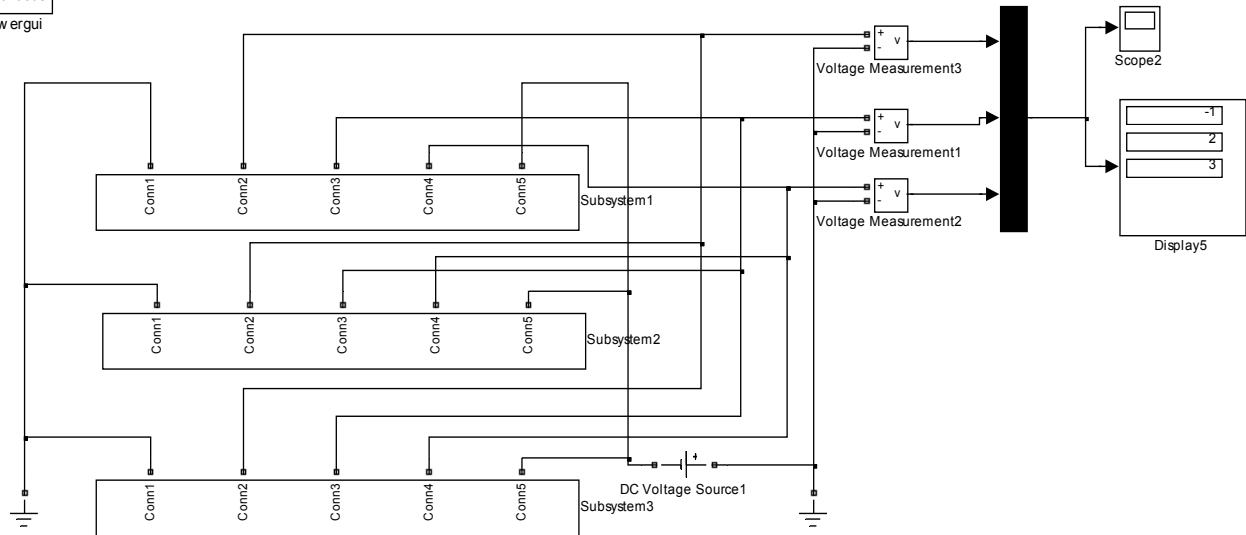 wergui
+
v
-
Voltage Measurement3
Scope2
+
v
-
Voltage Measurement1
-1
2
3
Display5
+
v
-
Voltage Measurement2
Conn1
Conn2
Conn3
Conn4
Conn5
Subsystem1
Conn1
Conn2
Conn3
Conn4
Conn5
Subsystem2
+
DC Voltage Source1
Conn1
Conn2
Conn3
Conn4
Conn5
Subsystem3